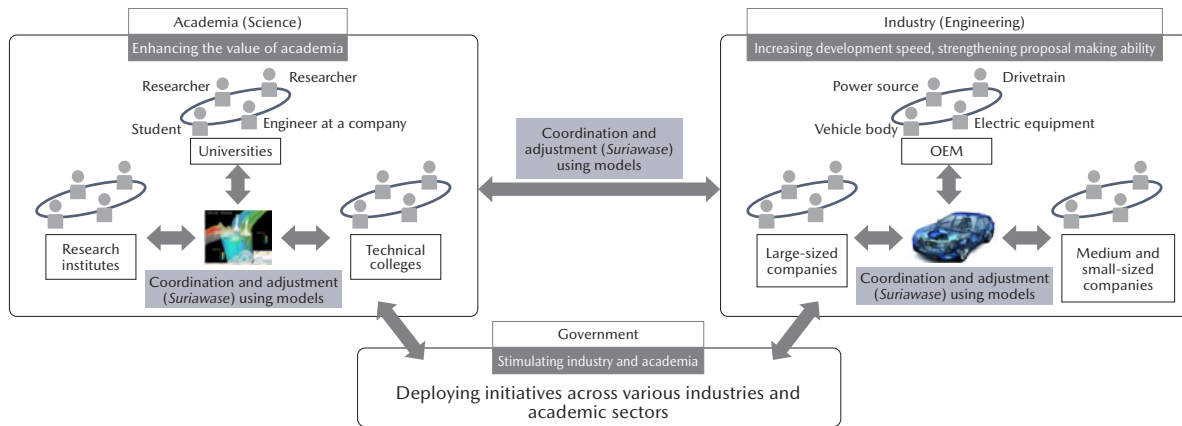 Academia (Science)
Enhancing the value of academia
Researcher
Researcher
Student
Engineer at a company
Universities
Research
institutes
Technical
colleges
Coordination and adjustment
(Suriawase) using models
Coordination and
adjustment (Suriawase)
using models
Industry (Engineering)
Increasing development speed, strengthening proposal making ability
Power source
Drivetrain
Vehicle body
Electric equipment
OEM
Large-sized
companies
Medium and
small-sized
companies
Coordination and adjustment
(Suriawase) using models
Government
Stimulating industry and academia
Deploying initiatives across various industries and
academic sectors